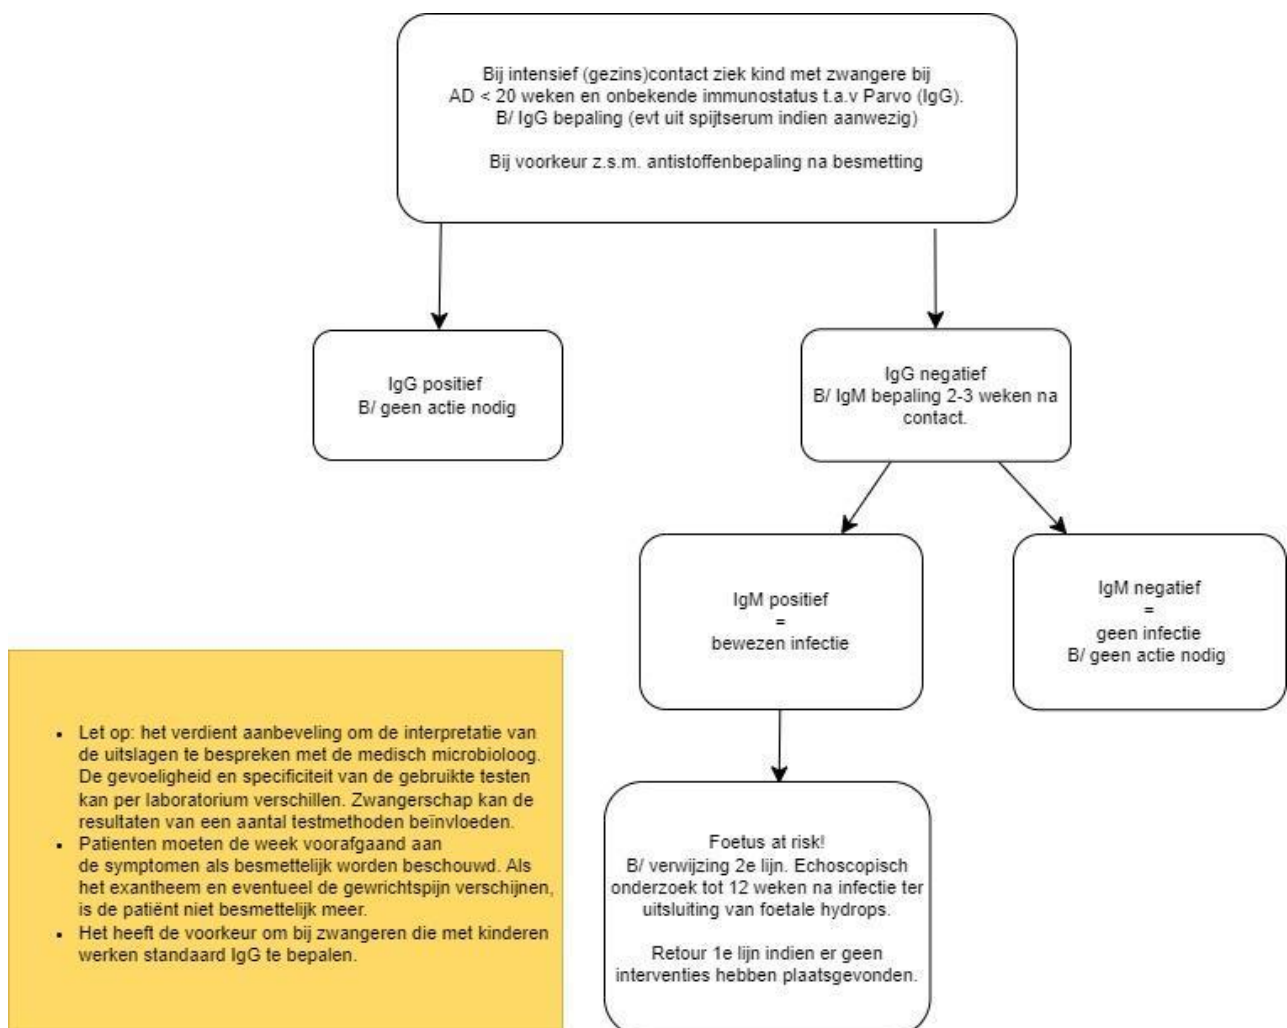 Bij intensief (gezins)contact ziek kind met zwangere bij
AD < 20 weken en onbekende immunostatus t.a.v Parvo (IgG).
B/ IgG bepaling (evt uit spijtserum indien aanwezig)
Bij voorkeur z.s.m. antistoffenbepaling na besmetting
IgG positief
B/ geen actie nodig
IgG negatief
B/ IgM bepaling 2-3 weken na
contact.
IgM positief
=
bewezen infectie
IgM negatief
=
geen infectie
B/ geen actie nodig
Foetus at risk!
B/ verwijzing 2e lijn. Echoscopisch
onderzoek tot 12 weken na infectie ter
uitsluiting van foetale hydrops.
Retour 1e lijn indien er geen
interventies hebben plaatsgevonden.
• Let op: het verdient aanbeveling om de interpretatie van
de uitslagen te bespreken met de medisch microbioloog.
De gevoeligheid en specificiteit van de gebruikte testen
kan per laboratorium verschillen. Zwangerschap kan de
resultaten van een aantal testmethoden beïnvloeden.
• Patienten moeten de week voorafgaand aan
de symptomen als besmettelijk worden beschouwd. Als
het exantheem en eventueel de gewrichtspijn verschijnen,
is de patiënt niet besmettelijk meer.
• Het heeft de voorkeur om bij zwangeren die met kinderen
werken standaard IgG te bepalen.